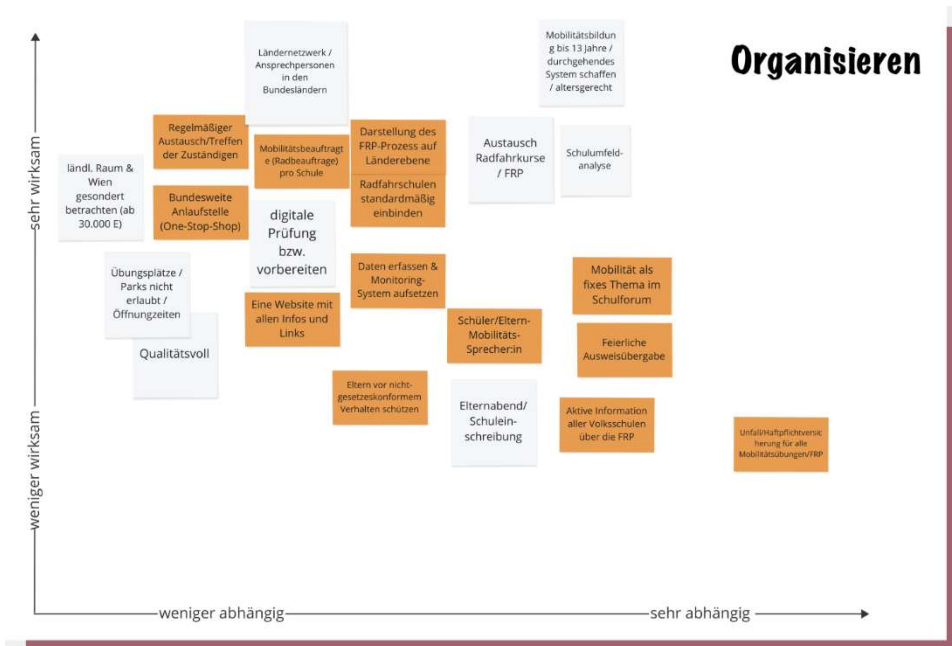 Organisieren
Ländernetzwerk /
Ansprechpersonen
in den
Bundesländern
Mobilitätsbildun
g bis 13 Jahre /
durchgehendes
System schaffen
/ altersgerecht
Regelmäßiger
Austausch/Treffen
der Zuständigen
Mobilitätsbeauftragt
e (Radbeauftrage)
pro Schule
Darstellung des
FRP-Prozess auf
Länderebene
Austausch
Radfahrkurse
/ FRP
Schulumfeld-
analyse
ländl. Raum &
Wien
gesondert
betrachten (ab
30.000 E)
Bundesweite
Anlaufstelle
(One-Stop-Shop)
Radfahrschulen
standardmäßig
einbinden
digitale
Prüfung
bzw.
vorbereiten
Übungsplätze /
Parks nicht
erlaubt /
Öffnungzeiten
Daten erfassen &
Monitoring-
System aufsetzen
Mobilität als
fixes Thema im
Schulforum
Eine Website mit
allen Infos und
Links
Schüler/Eltern-
Mobilitäts-
Sprecher:in
Feierliche
Ausweisübergabe
Qualitätsvoll
Eltern vor nicht-
gesetzeskonformem
Verhalten schützen
Elternabend/
Schulein-
schreibung
Aktive Information
aller Volksschulen
über die FRP
Unfall/Haftpflichtversic
herung für alle
Mobilitätsübungen/FRP
sehr wirksam
weniger wirksam
weniger abhängig
sehr abhängig